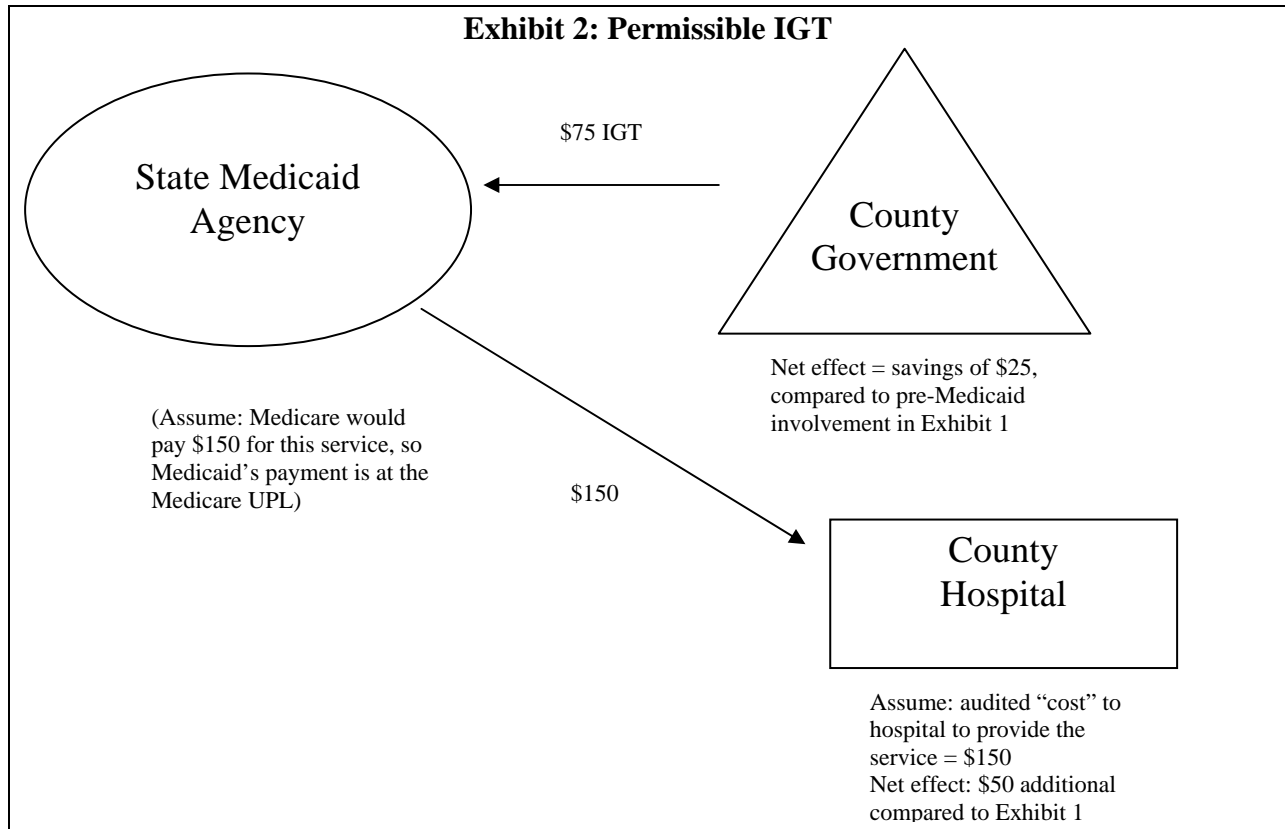 Exhibit 2: Permissible IGT
$75 IGT
State Medicaid
Agency
County
Government
Net effect = savings of $25,
compared to pre-Medicaid
involvement in Exhibit 1
(Assume: Medicare would
pay $150 for this service, so
Medicaid’s payment is at the
Medicare UPL)
$150
County
Hospital
Assume: audited “cost” to
hospital to provide the
service = $150
Net effect: $50 additional
compared to Exhibit 1